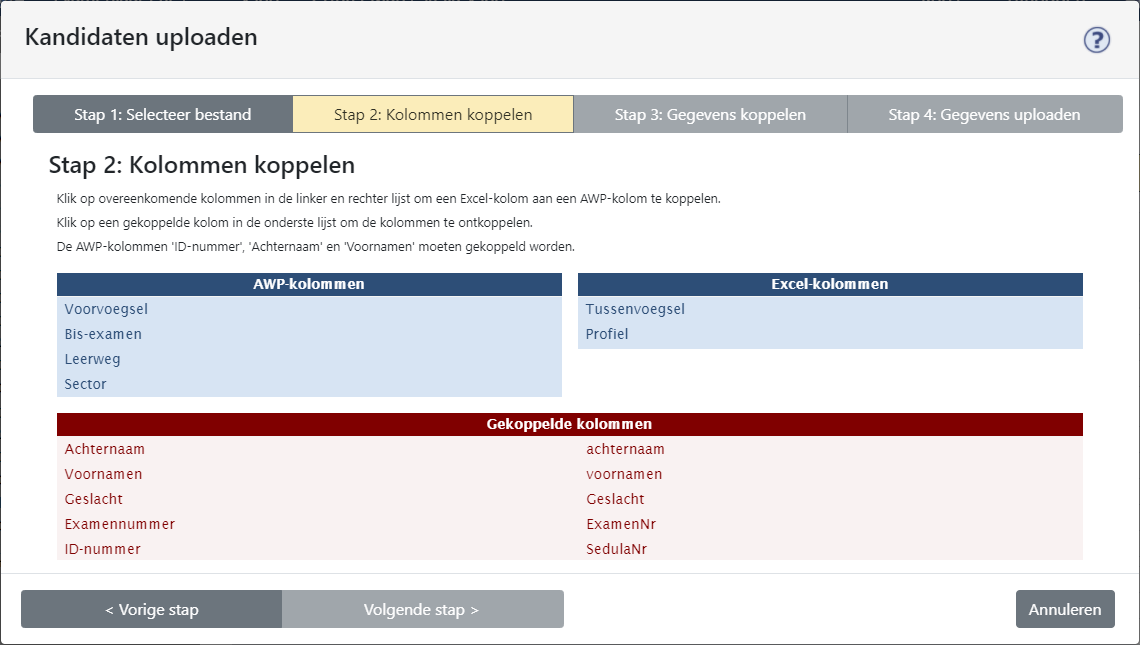 Kandidaten uploaden
?
Stap 1: Selecteer bestand
Stap 2: Kolommen koppelen
Stap 3: Gegevens koppelen
Stap 4: Gegevens uploaden
Stap 2: Kolommen koppelen
Klik op overeenkomende kolommen in de linker en rechter lijst om een Excel-kolom aan een AWP-kolom te koppelen.
Klik op een gekoppelde kolom in de onderste lijst om de kolommen te ontkoppelen.
De AWP-kolommen 'ID-nummer', 'Achternaam' en 'Voornamen' moeten gekoppeld worden.
AWP-kolommen
Voorvoegsel
Bis-examen
Leerweg
Sector
Excel-kolommen
Tussenvoegsel
Profiel
Gekoppelde kolommen
Achternaam achternaam
Voornamen voornamen
Geslacht Geslacht
Examennummer ExamenNr
ID-nummer SedulaNr
< Vorige stap
Volgende stap >
Annuleren